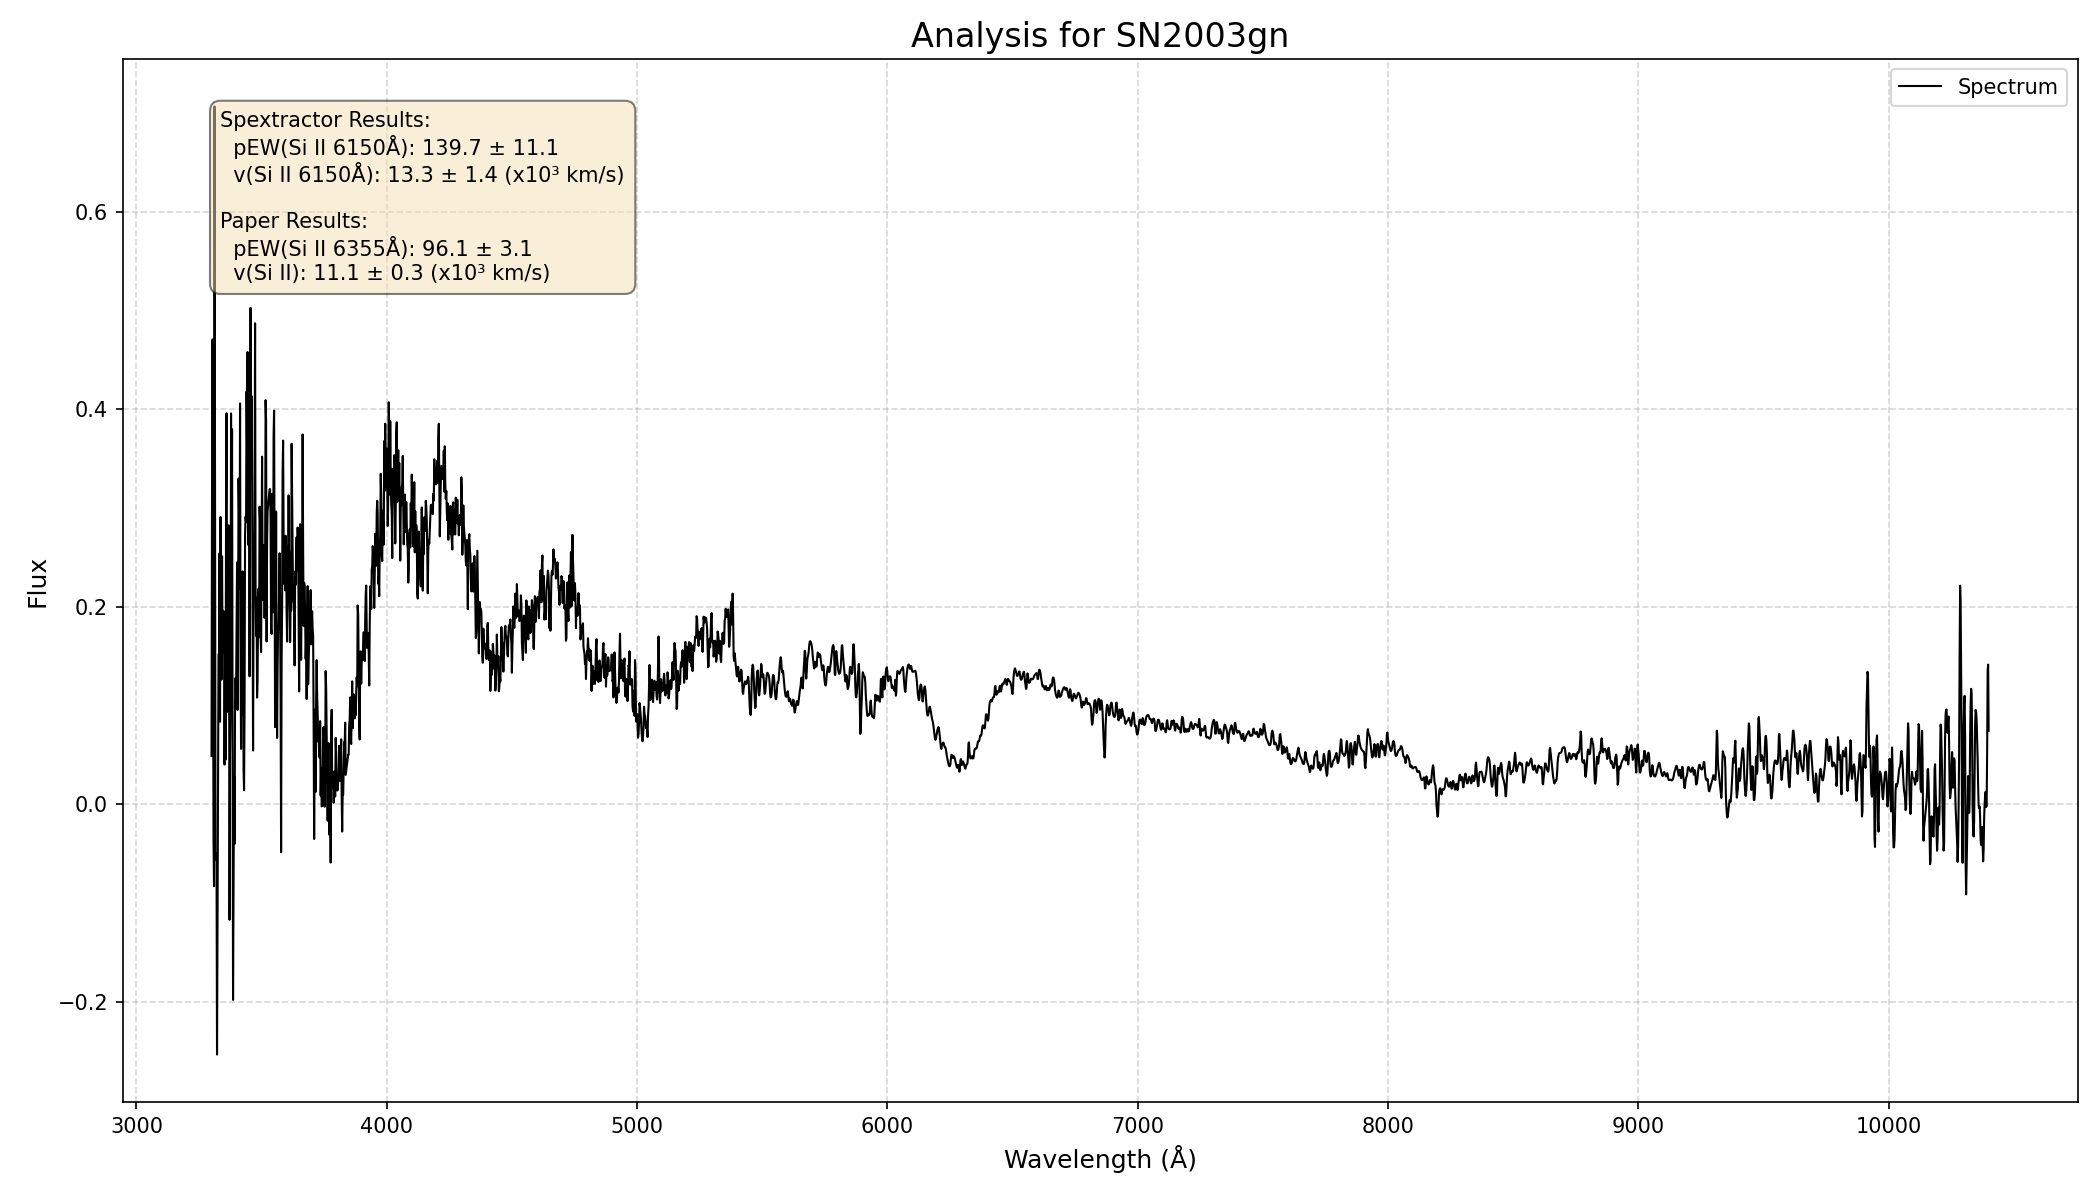 Analysis for SN2003gn
Spectrum
Spextractor Results:
pEW(Si II 6150Å): 139.7 ± 11.1
v(Si II 6150Å): 13.3 ± 1.4 (x10³ km/s)
Paper Results:
pEW(Si II 6355Å): 96.1 ± 3.1
v(Si II): 11.1 ± 0.3 (x10³ km/s)
Flux
0.6
0.4
0.2
0.0
−0.2
3000 4000 5000 6000 7000 8000 9000 10000
Wavelength (Å)